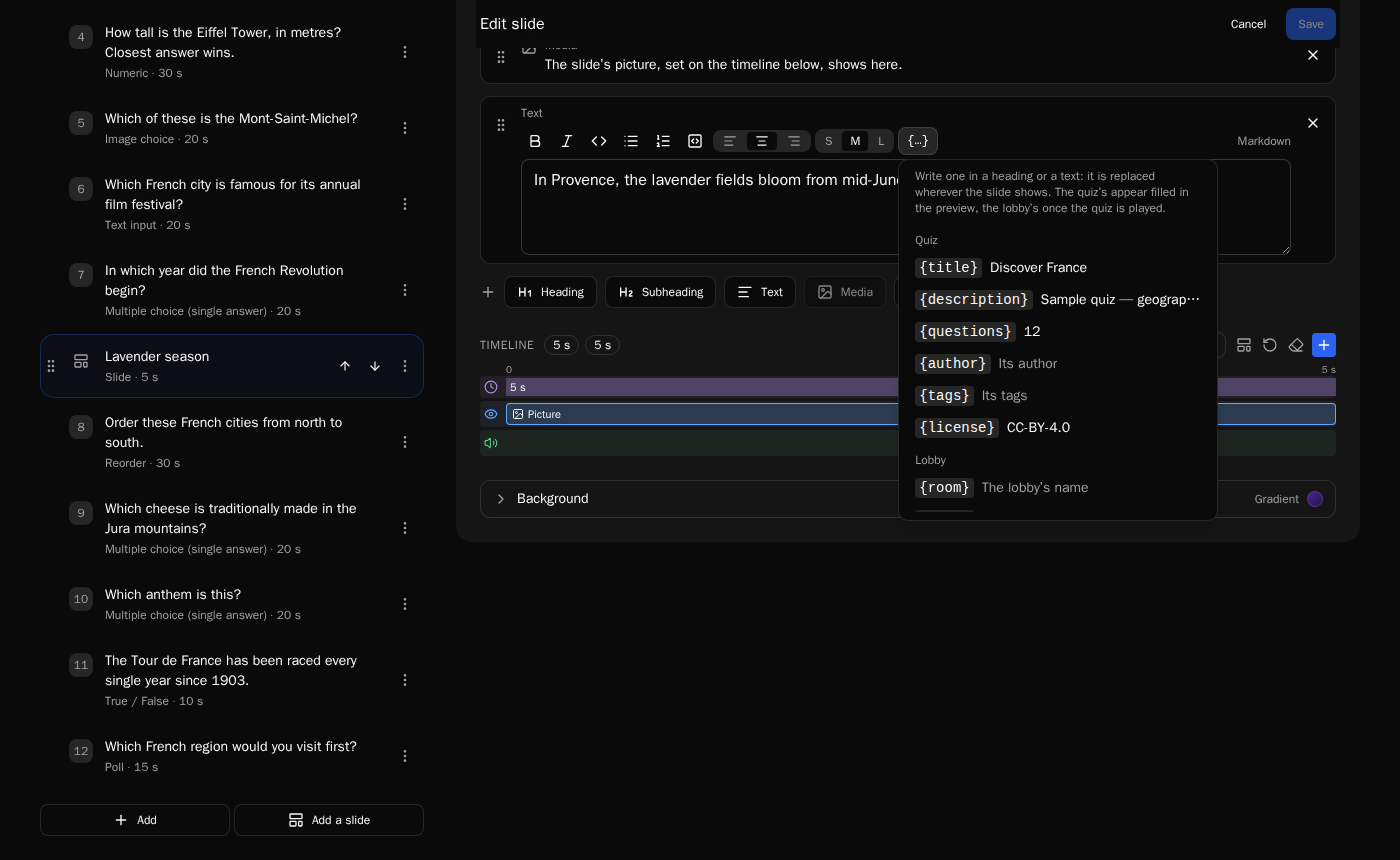 4
How tall is the Eiffel Tower, in metres?
Closest answer wins.
Numeric · 30 s
5
Which of these is the Mont-Saint-Michel?
Image choice · 20 s
6
Which French city is famous for its annual
film festival?
Text input · 20 s
7
In which year did the French Revolution
begin?
Multiple choice (single answer) · 20 s
Lavender season
Slide · 5 s
8
Order these French cities from north to
south.
Reorder · 30 s
9
Which cheese is traditionally made in the
Jura mountains?
Multiple choice (single answer) · 20 s
10
Which anthem is this?
Multiple choice (single answer) · 20 s
11
The Tour de France has been raced every
single year since 1903.
True / False · 10 s
12
Which French region would you visit first?
Poll · 15 s
Add
Add a slide
Edit slide
Cancel
Save
Media
The slide's picture, set on the timeline below, shows here.
Text
S M L {…}
Markdown
In Provence, the lavender fields bloom from mid-June
H1 Heading
H2 Subheading
Text
Media
TIMELINE 5 s 5 s
0
5 s
5 s
Picture
Background
Gradient
Write one in a heading or a text: it is replaced
wherever the slide shows. The quiz's appear filled in
the preview, the lobby's once the quiz is played.
Quiz
{title} Discover France
{description} Sample quiz — geograp···
{questions} 12
{author} Its author
{tags} Its tags
{license} CC-BY-4.0
Lobby
{room} The lobby's name